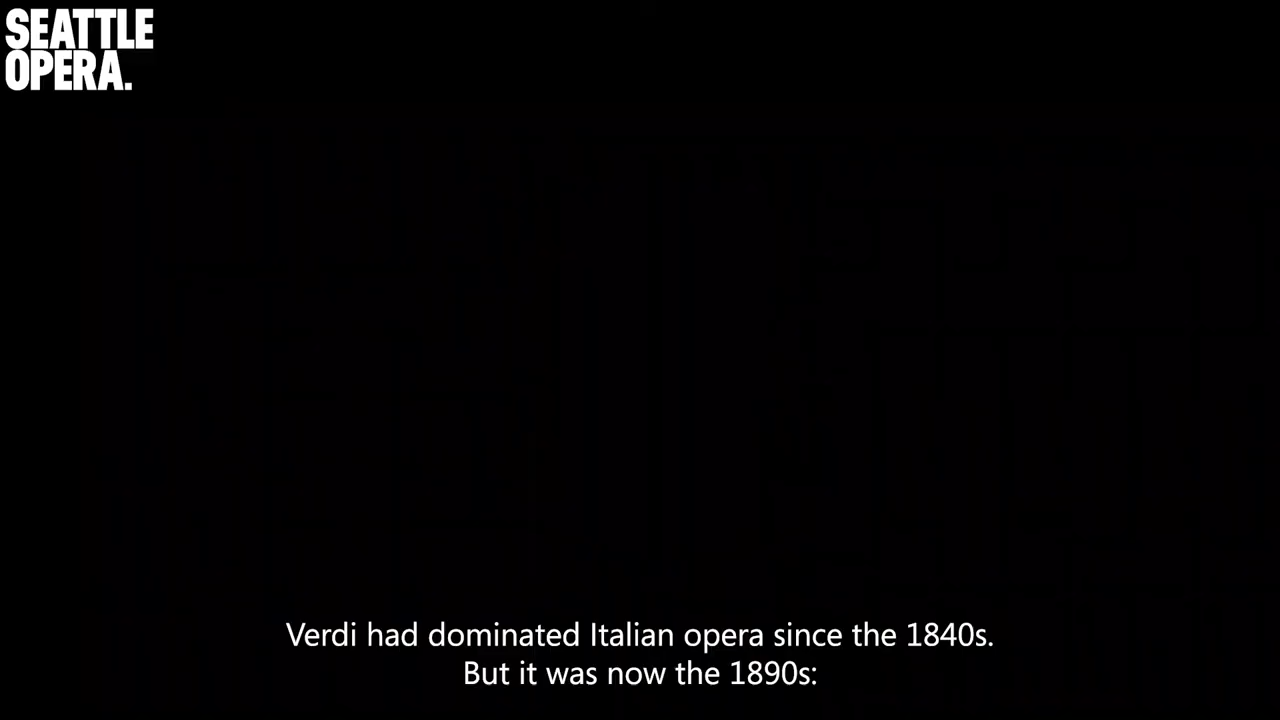 SEATTLE
OPERA.
Verdi had dominated Italian opera since the 1840s.
But it was now the 1890s: